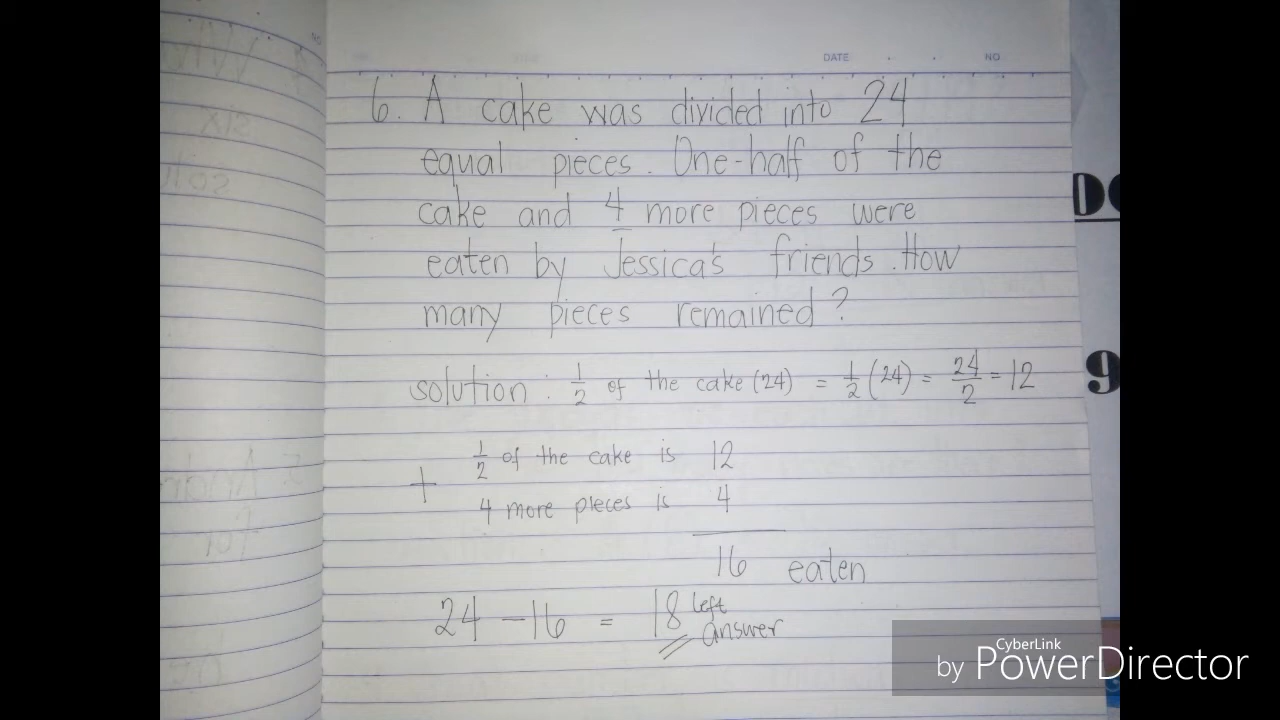 DATE NO
6. A cake was divided into 24
equal pieces. One-half of the
cake and 4 more pieces were
eaten by Jessica's friends. How
many pieces remained?
solution: 1/2 of the cake (24) = 1/2 (24) = 24/2 = 12
1/2 of the cake is 12
+
4 more pieces is 4
16 eaten
24 - 16 = 18 left
answer
9
CyberLink
by PowerDirector